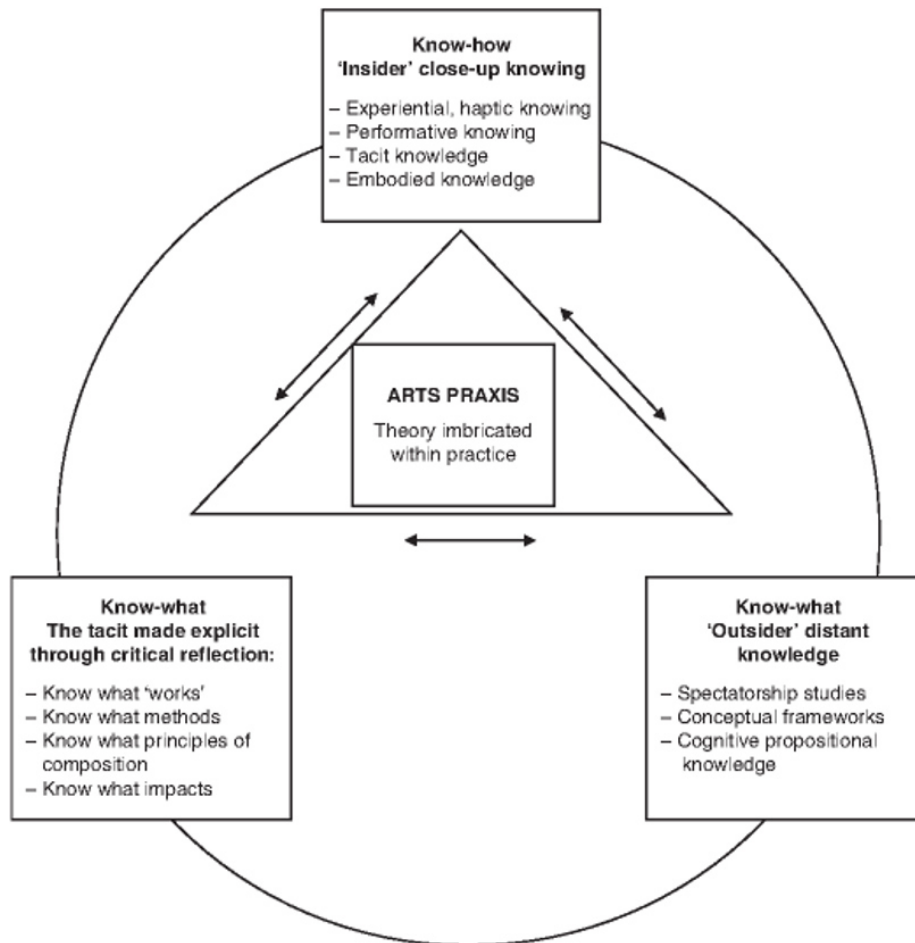 Know-how
‘Insider’ close-up knowing
– Experiential, haptic knowing
– Performative knowing
– Tacit knowledge
– Embodied knowledge
ARTS PRAXIS
Theory imbricated
within practice
Know-what
The tacit made explicit
through critical reflection:
– Know what ‘works’
– Know what methods
– Know what principles of
composition
– Know what impacts
Know-what
‘Outsider’ distant
knowledge
– Spectatorship studies
– Conceptual frameworks
– Cognitive propositional
knowledge